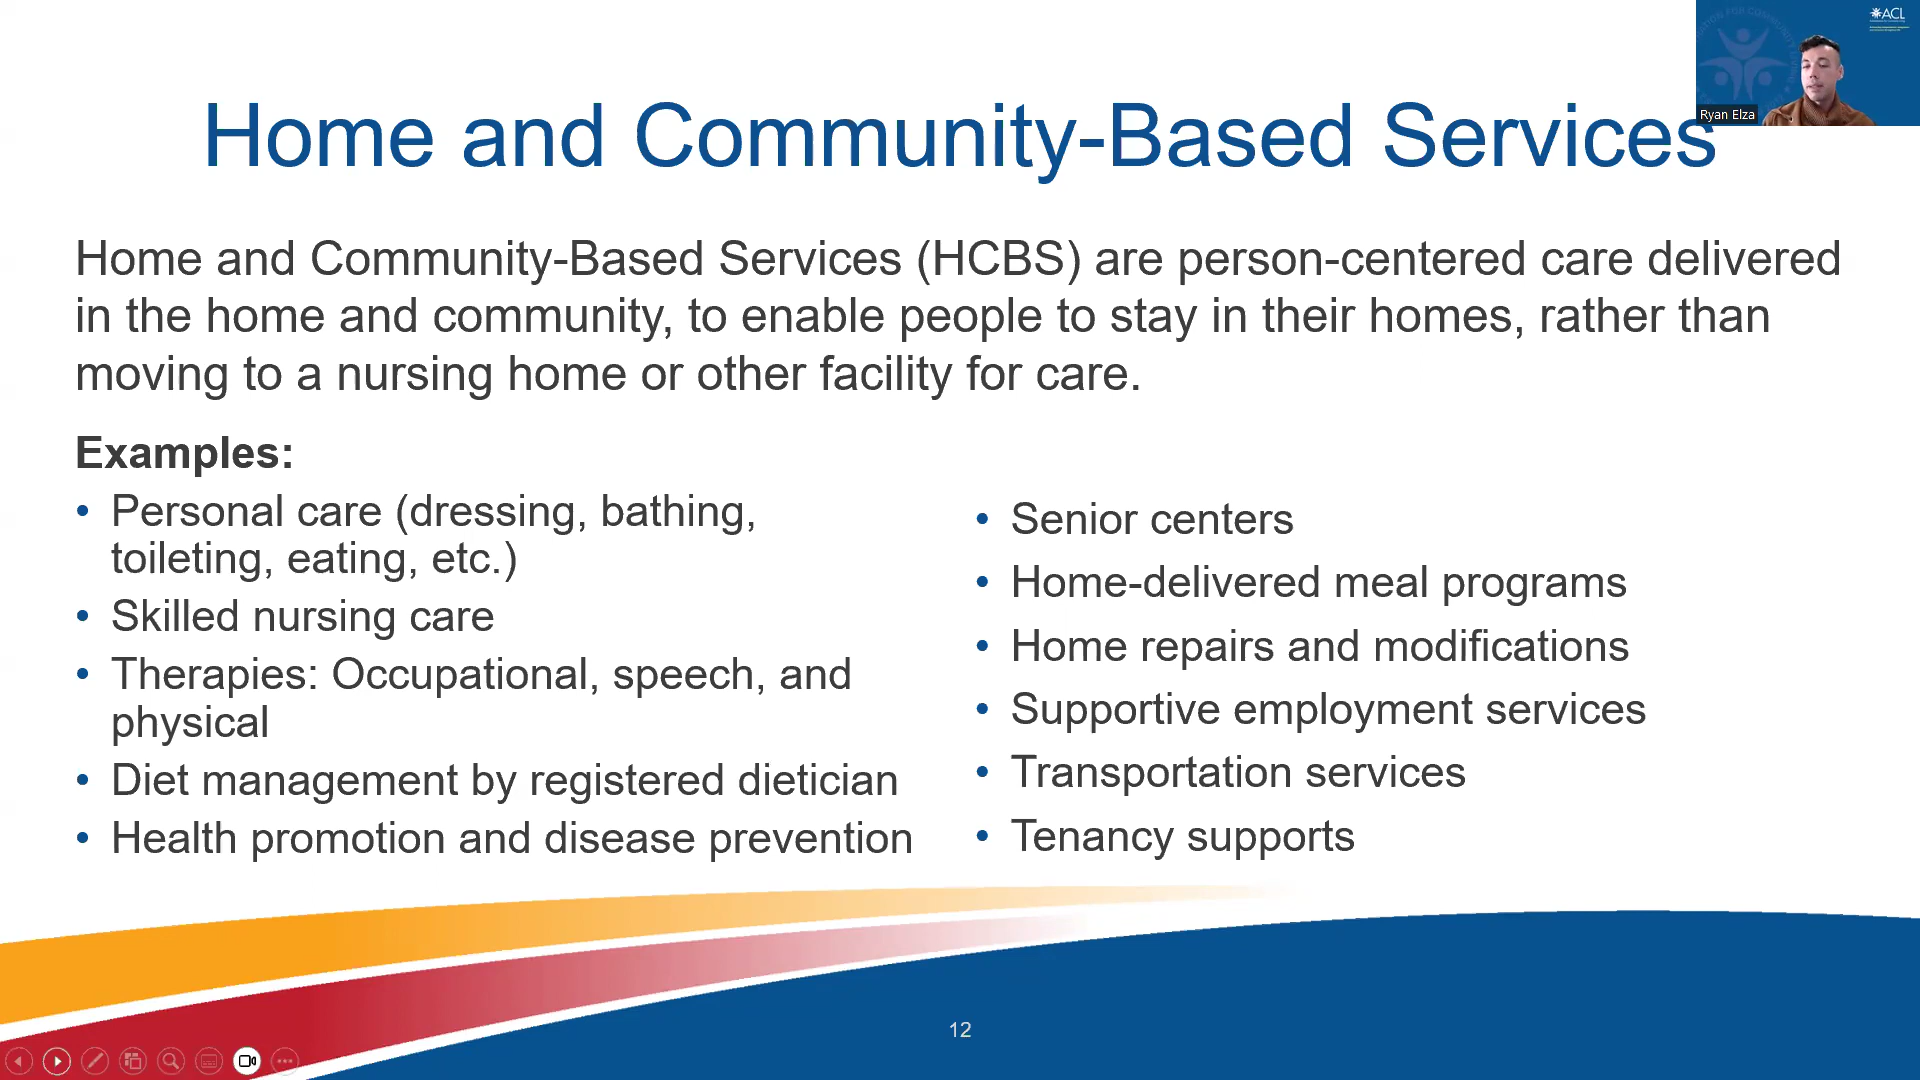 ACL
Ryan Elza
Home and Community-Based Services
Home and Community-Based Services (HCBS) are person-centered care delivered
in the home and community, to enable people to stay in their homes, rather than
moving to a nursing home or other facility for care.
Examples:
• Personal care (dressing, bathing,
toileting, eating, etc.)
• Skilled nursing care
• Therapies: Occupational, speech, and
physical
• Diet management by registered dietician
• Health promotion and disease prevention
• Senior centers
• Home-delivered meal programs
• Home repairs and modifications
• Supportive employment services
• Transportation services
• Tenancy supports
12